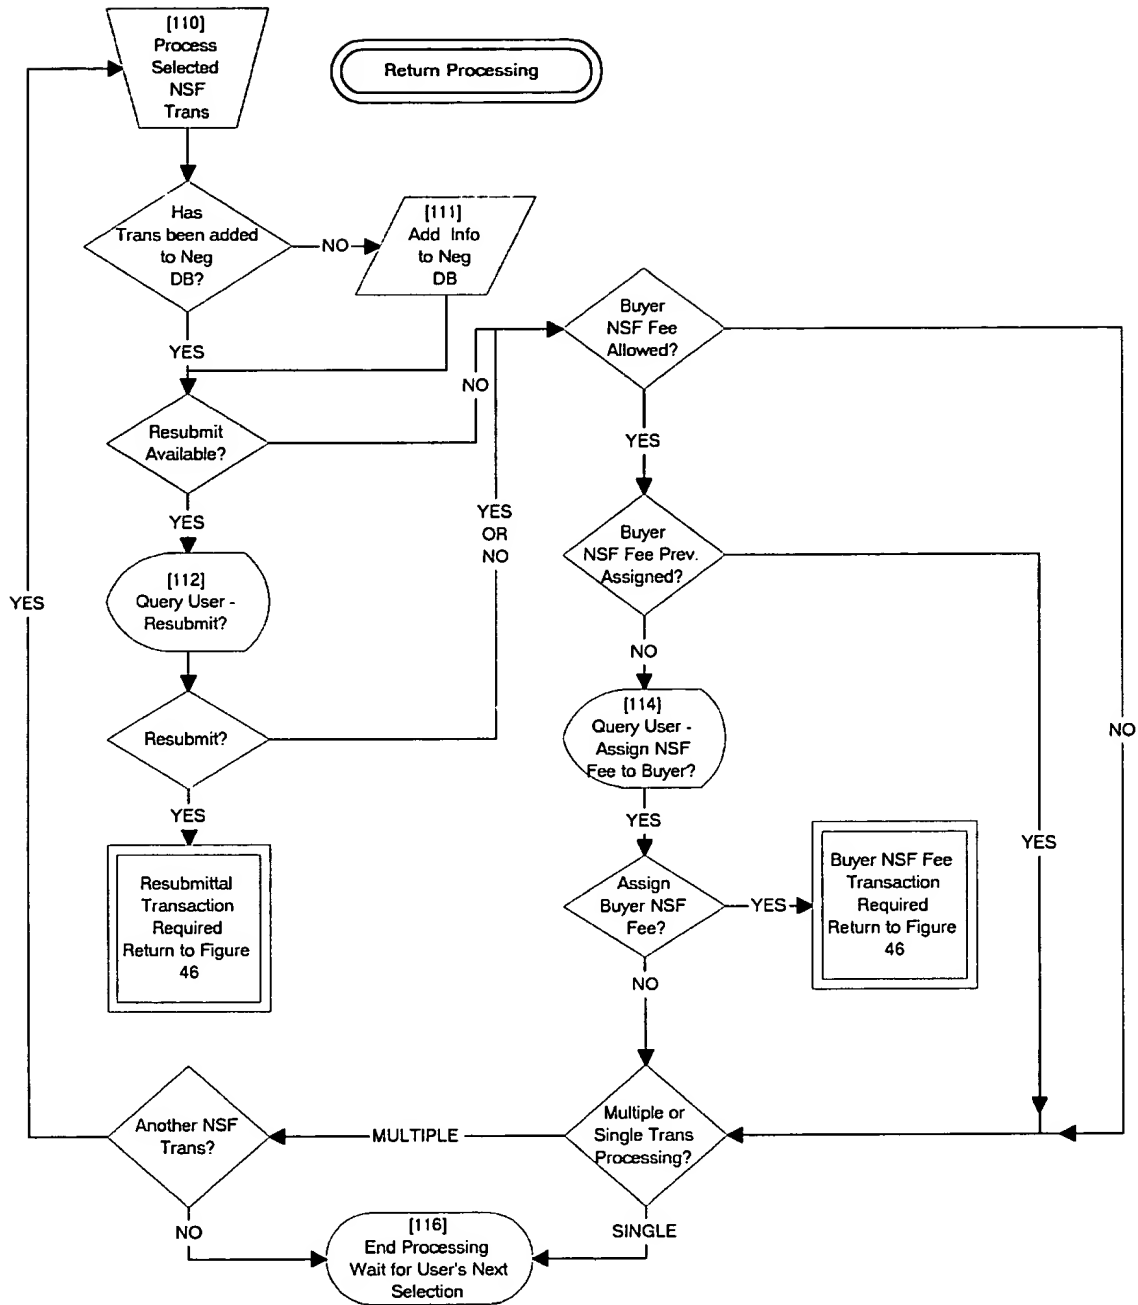 [110]
Process
Selected
NSF
Trans
Return Processing
Has
Trans been added
to Neg
DB?
NO
[111]
Add Info
to Neg
DB
YES
Resubmit
Available?
NO
YES
[112]
Query User -
Resubmit?
YES
OR
NO
Resubmit?
YES
Resubmittal
Transaction
Required
Return to Figure
46
YES
Buyer
NSF Fee
Allowed?
YES
Buyer
NSF Fee Prev.
Assigned?
NO
[114]
Query User -
Assign NSF
Fee to Buyer?
YES
Assign
Buyer NSF
Fee?
YES
Buyer NSF Fee
Transaction
Required
Return to Figure
46
NO
YES
NO
Multiple or
Single Trans
Processing?
MULTIPLE
Another NSF
Trans?
NO
SINGLE
[116]
End Processing
Wait for User's Next
Selection